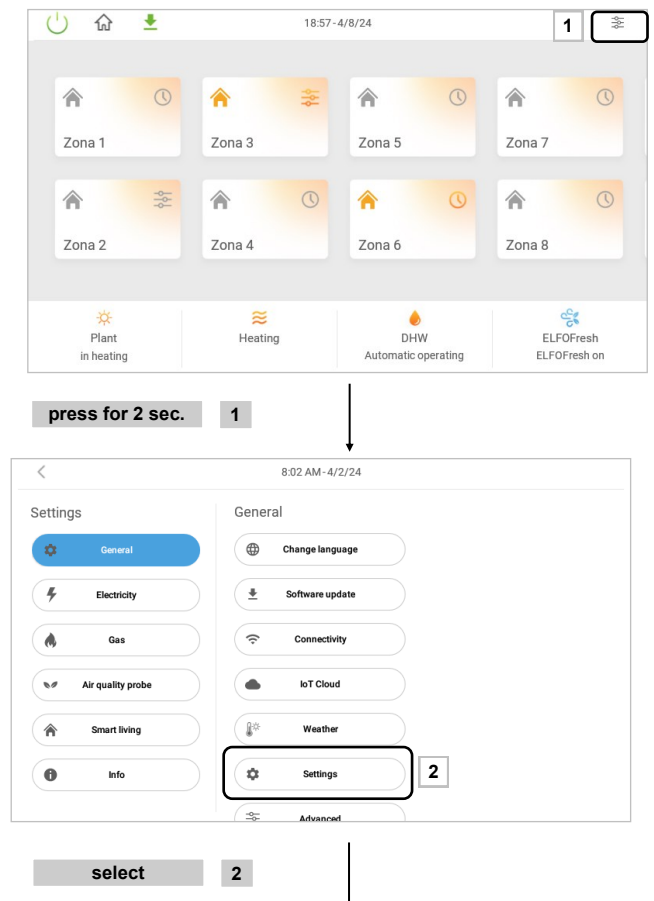 18:57-4/8/24
1
Zona 1
Zona 3
Zona 5
Zona 7
Zona 2
Zona 4
Zona 6
Zona 8
Plant
in heating
Heating
DHW
Automatic operating
ELFOFresh
ELFOFresh on
press for 2 sec. 1
8:02 AM-4/2/24
Settings
General
General
Change language
Electricity
Software update
Gas
Connectivity
Air quality probe
IoT Cloud
Smart living
Weather
Info
Settings
2
Advanced
select 2